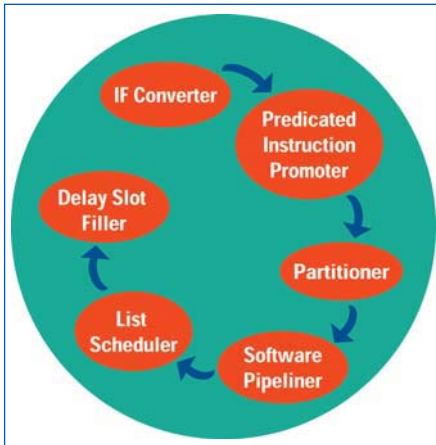 IF Converter
Predicated
Instruction
Promoter
Partitioner
Software
Pipeliner
List
Scheduler
Delay Slot
Filler